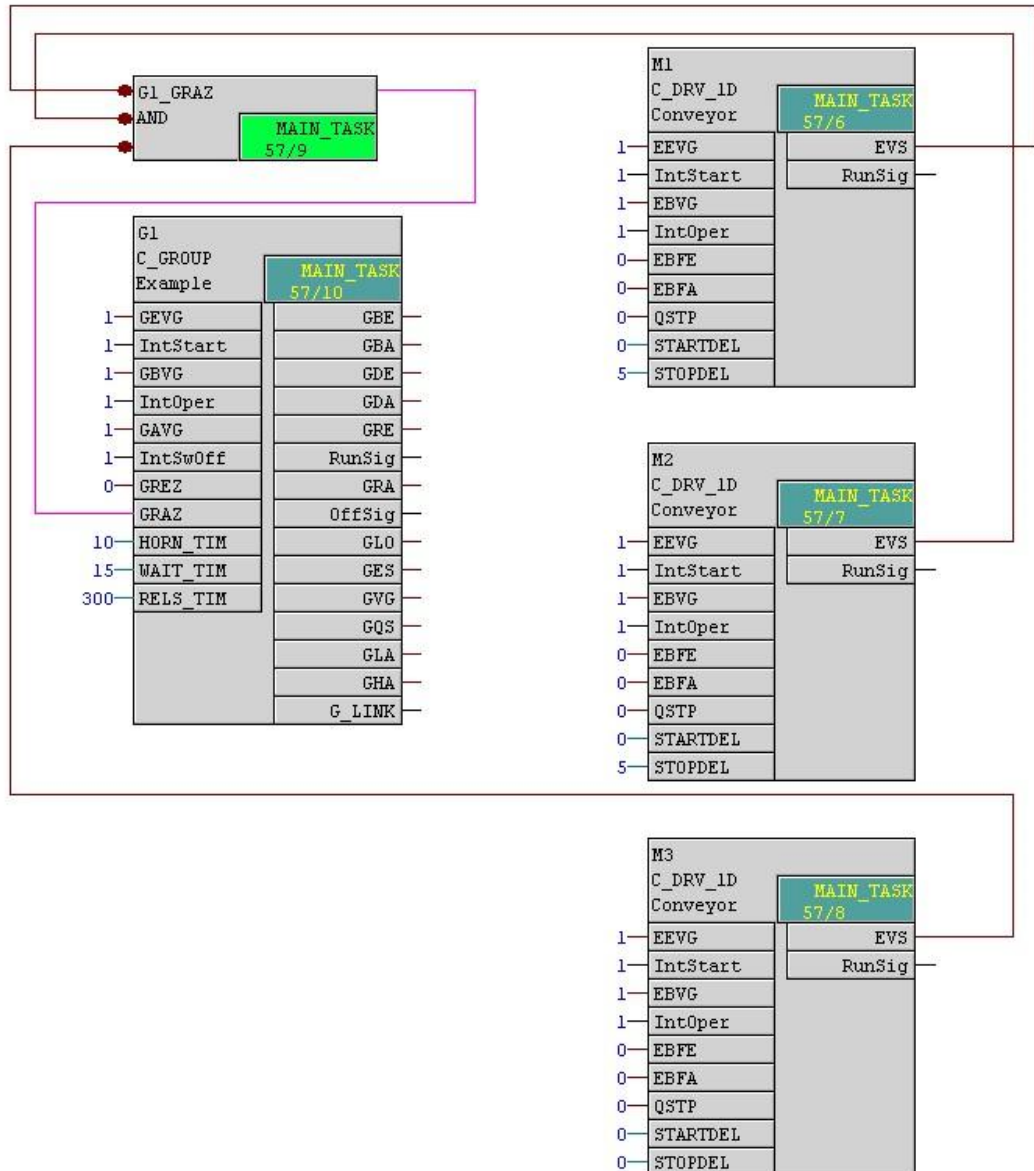 G1_GRAZ
AND
MAIN_TASK
57/9
G1
C_GROUP
Example
MAIN_TASK
57/10
1 GEVG GBE
1 IntStart GBA
1 GBVG GDE
1 IntOper GDA
1 GAVG GRE
1 IntSwOff RunSig
0 GREZ GRA
GRAZ OffSig
10 HORN_TIM GLO
15 WAIT_TIM GES
300 RELS_TIM GVG
GQS
GLA
GHA
G_LINK
M1
C_DRV_1D
Conveyor
MAIN_TASK
57/6
1 EEVG EVS
1 IntStart RunSig
1 EBVG
1 IntOper
0 EBFE
0 EBFA
0 QSTP
0 STARTDEL
5 STOPDEL
M2
C_DRV_1D
Conveyor
MAIN_TASK
57/7
1 EEVG EVS
1 IntStart RunSig
1 EBVG
1 IntOper
0 EBFE
0 EBFA
0 QSTP
0 STARTDEL
5 STOPDEL
M3
C_DRV_1D
Conveyor
MAIN_TASK
57/8
1 EEVG EVS
1 IntStart RunSig
1 EBVG
1 IntOper
0 EBFE
0 EBFA
0 QSTP
0 STARTDEL
0 STOPDEL